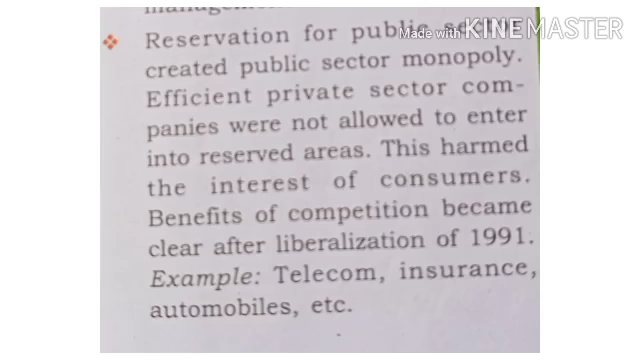 Reservation for public sector
created public sector monopoly.
Efficient private sector com-
panies were not allowed to enter
into reserved areas. This harmed
the interest of consumers.
Benefits of competition became
clear after liberalization of 1991.
Example: Telecom, insurance,
automobiles, etc.
Made with KINEMASTER